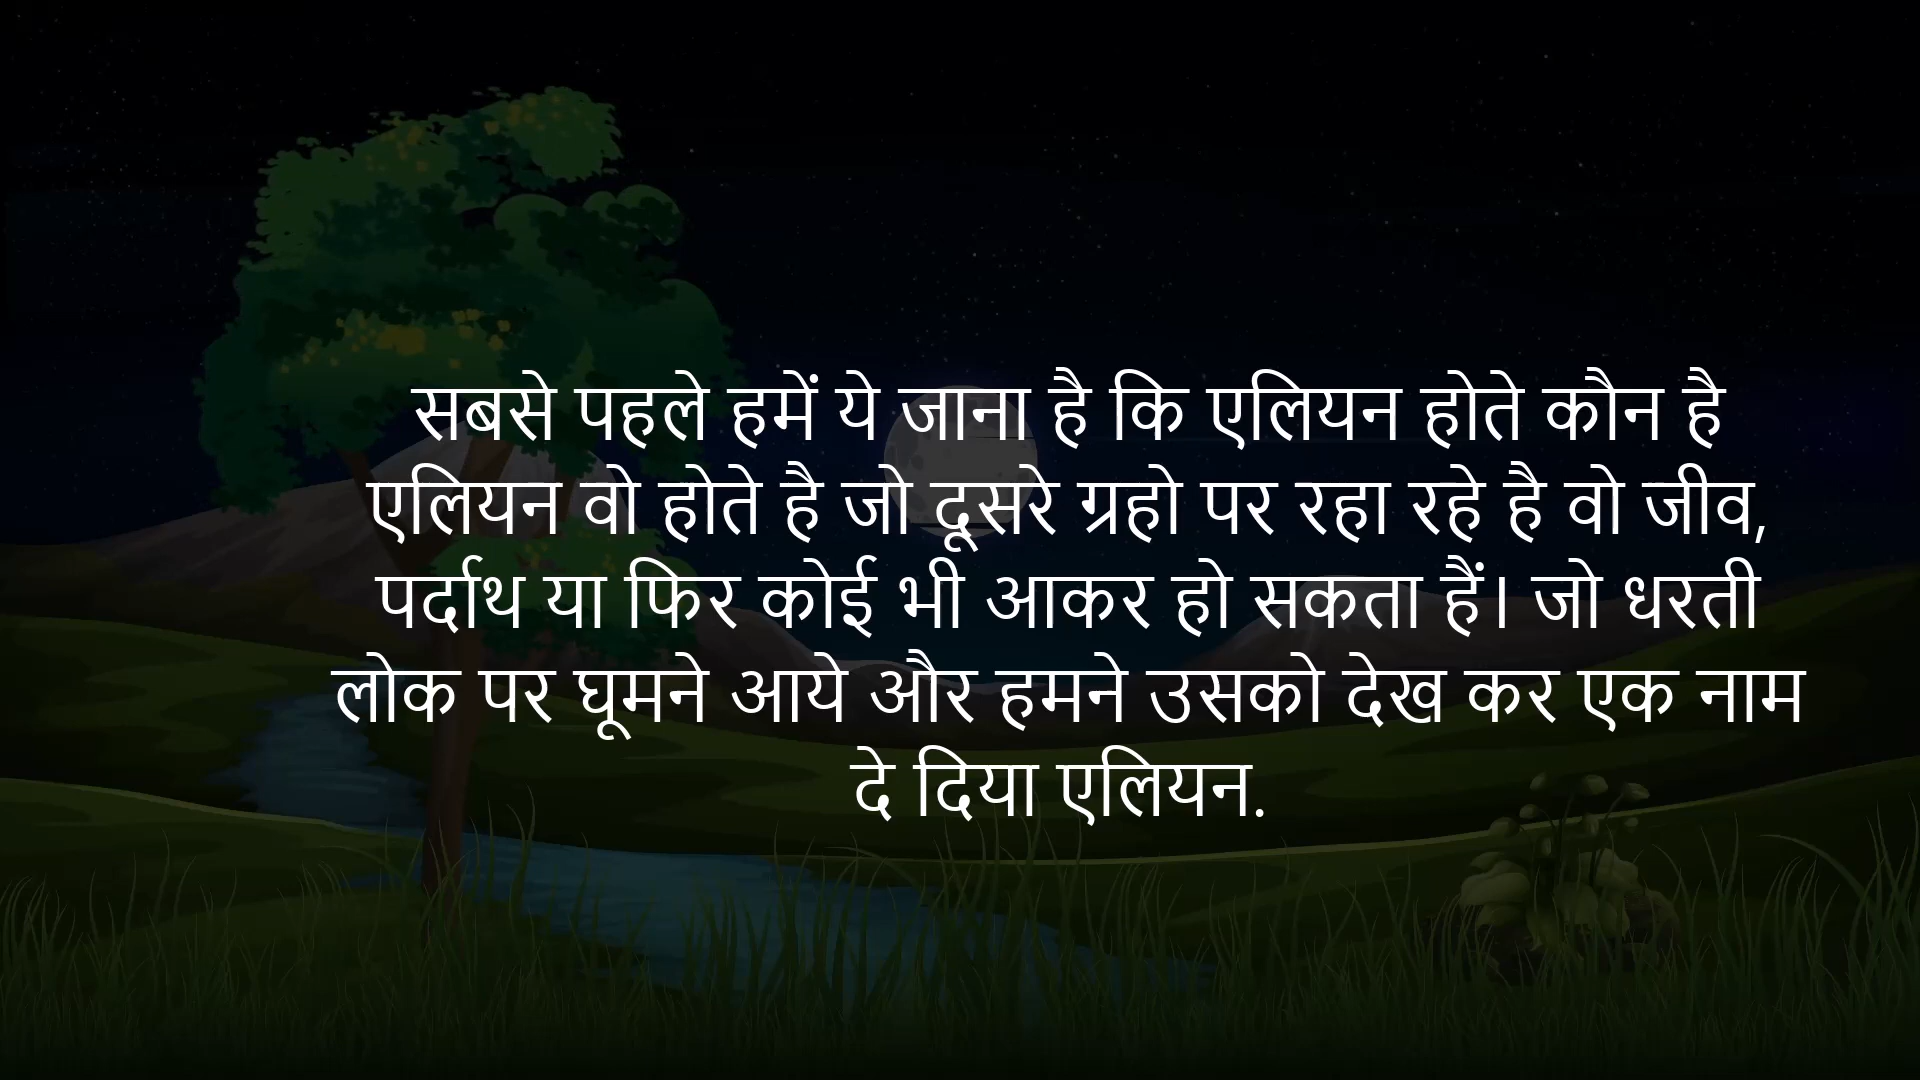 सबसे पहले हमें ये जाना है कि एलियन होते कौन है
एलियन वो होते है जो दूसरे ग्रहो पर रहा रहे है वो जीव,
पर्दाथ या फिर कोई भी आकर हो सकता हैं। जो धरती
लोक पर घूमने आये और हमने उसको देख कर एक नाम
दे दिया एलियन.